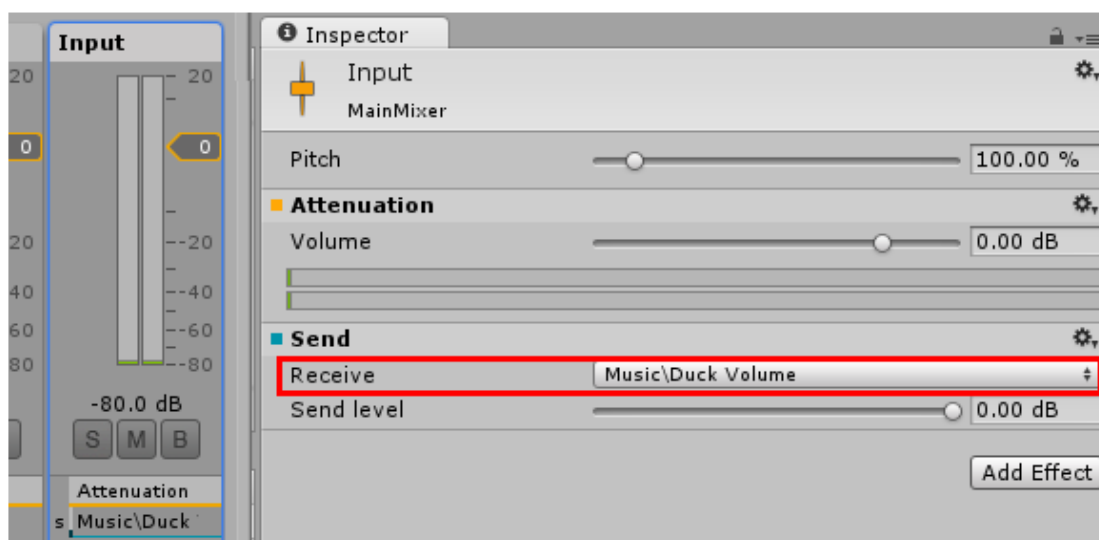 Input
20
20
0
0
20
--20
40
--40
60
--60
80
--80
-80.0 dB
S M B
Attenuation
s Music\Duck
Inspector
Input
MainMixer
Pitch 100.00 %
Attenuation
Volume 0.00 dB
Send
Receive Music\Duck Volume
Send level 0.00 dB
Add Effect